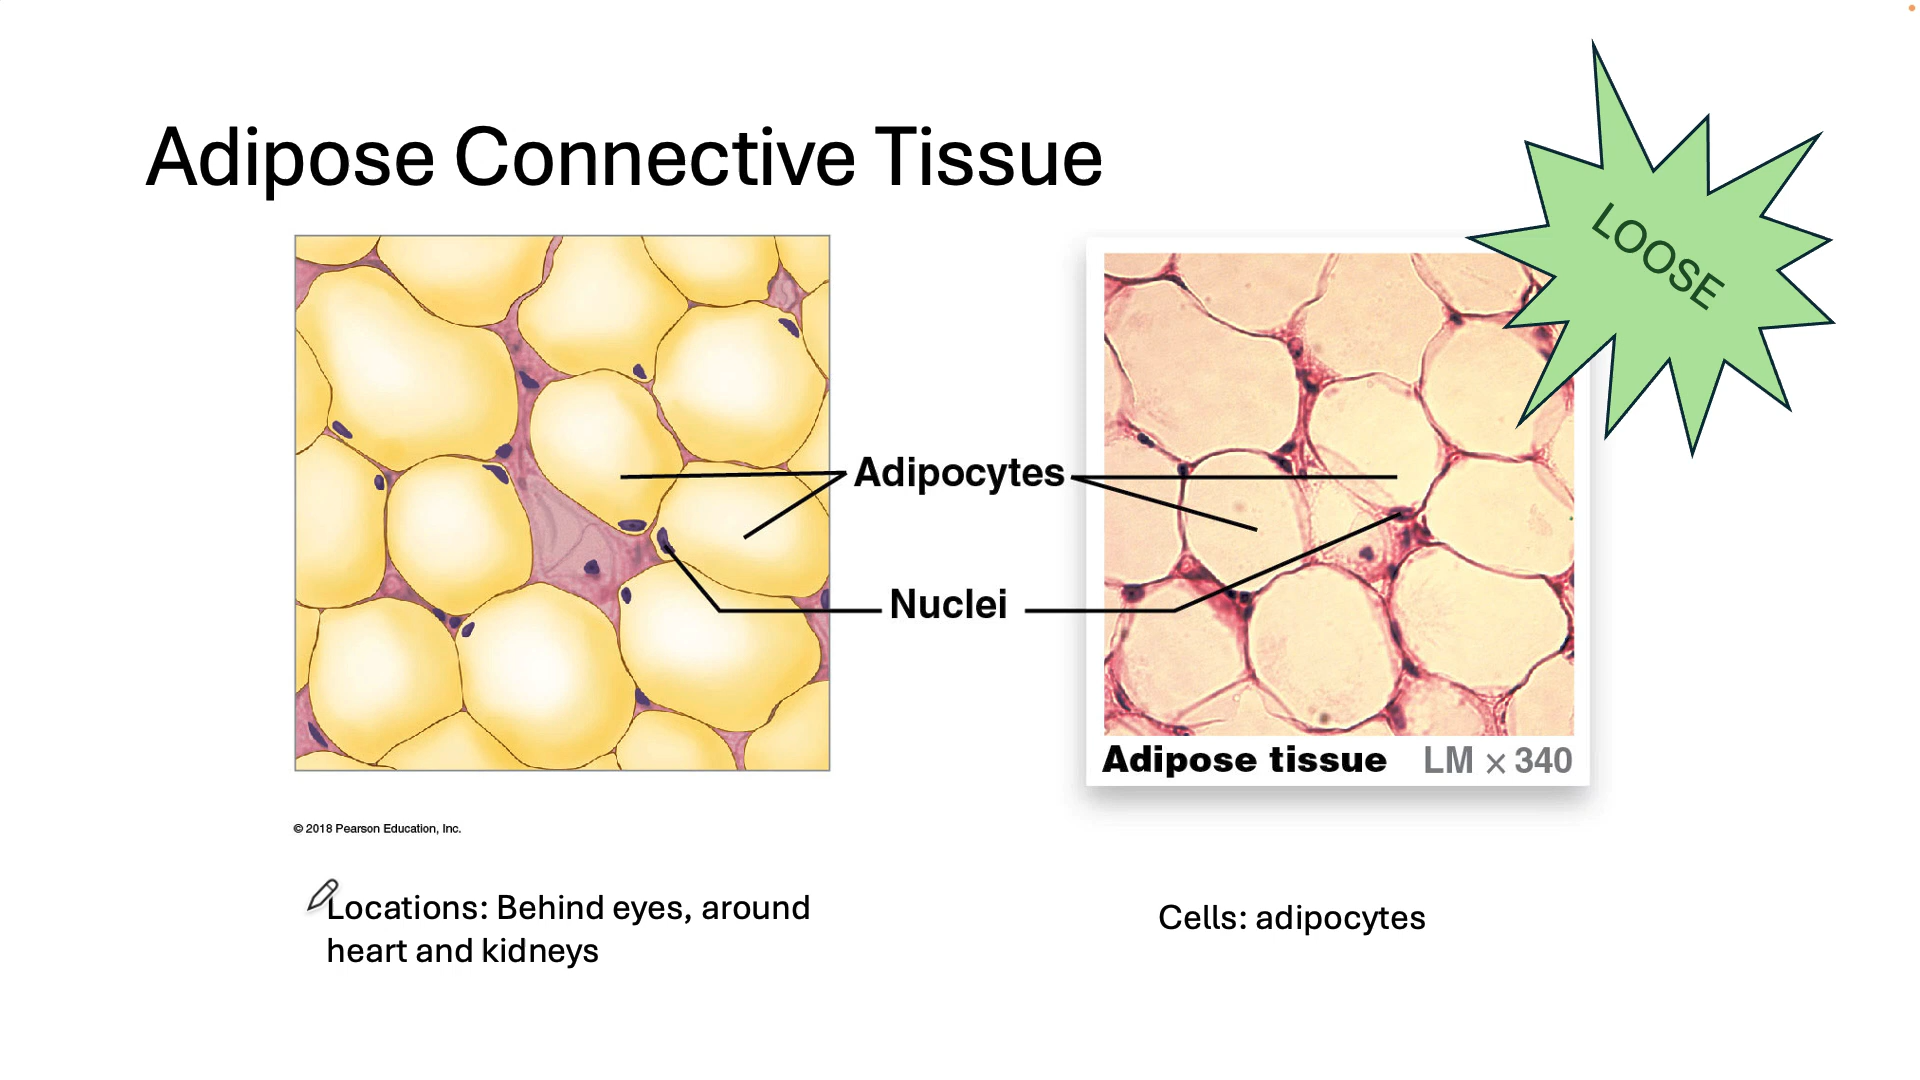 Adipose Connective Tissue
LOOSE
Adipocytes
Nuclei
Adipose tissue LM × 340
© 2018 Pearson Education, Inc.
Locations: Behind eyes, around
heart and kidneys
Cells: adipocytes